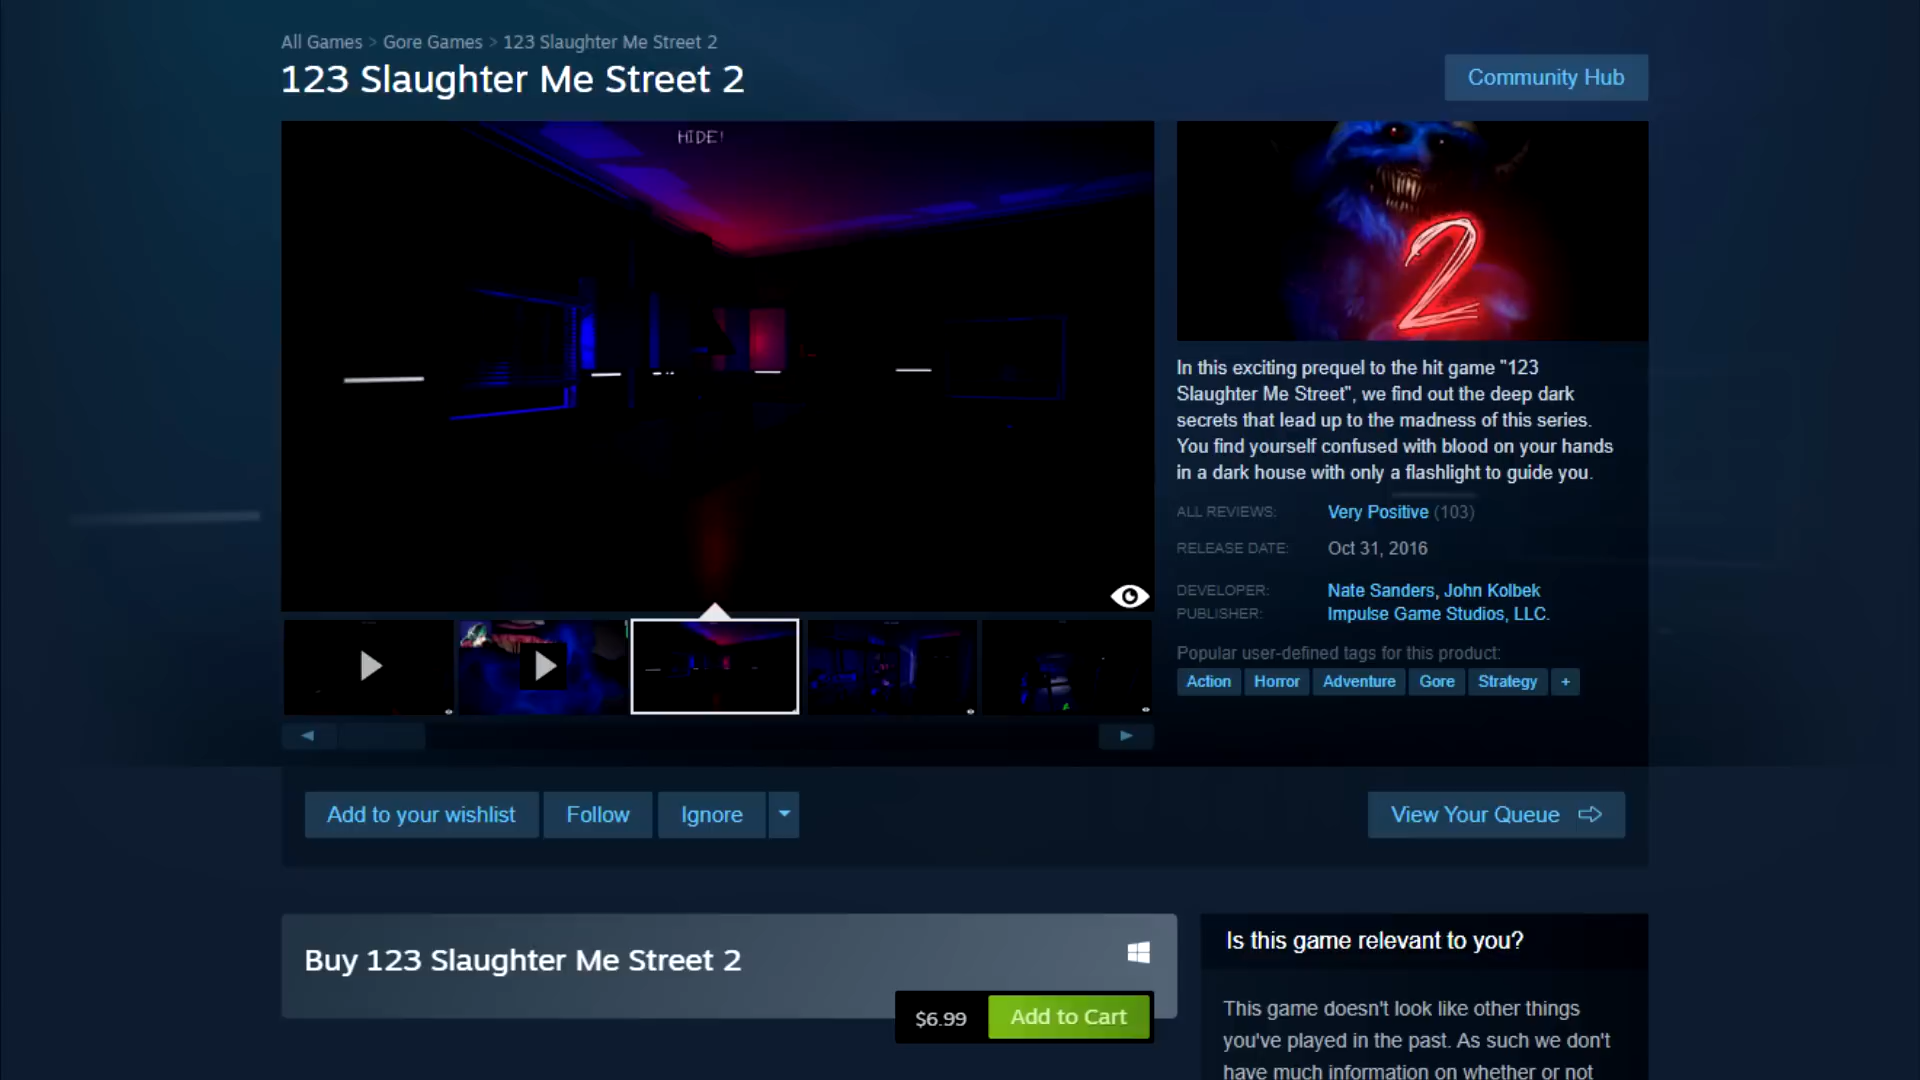 All Games > Gore Games > 123 Slaughter Me Street 2
123 Slaughter Me Street 2
Community Hub
HIDE!
2
In this exciting prequel to the hit game "123
Slaughter Me Street", we find out the deep dark
secrets that lead up to the madness of this series.
You find yourself confused with blood on your hands
in a dark house with only a flashlight to guide you.
ALL REVIEWS: Very Positive (103)
RELEASE DATE: Oct 31, 2016
DEVELOPER: Nate Sanders, John Kolbek
PUBLISHER: Impulse Game Studios, LLC.
Popular user-defined tags for this product:
Action Horror Adventure Gore Strategy +
Add to your wishlist Follow Ignore
View Your Queue
Buy 123 Slaughter Me Street 2
$6.99 Add to Cart
Is this game relevant to you?
This game doesn't look like other things
you've played in the past. As such we don't
have much information on whether or not